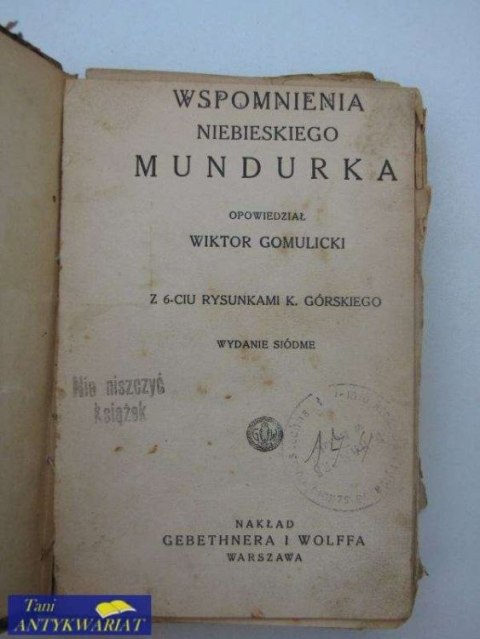 WSPOMNIENIA
NIEBIESKIEGO
MUNDURKA
OPOWIEDZIAŁ
WIKTOR GOMULICKI
Z 6-CIU RYSUNKAMI K. GÓRSKIEGO
WYDANIE SIÓDME
Nie niszczyć
książek
NAKŁAD
GEBETHNERA I WOLFFA
WARSZAWA
Tani
ANTYKWARIAT